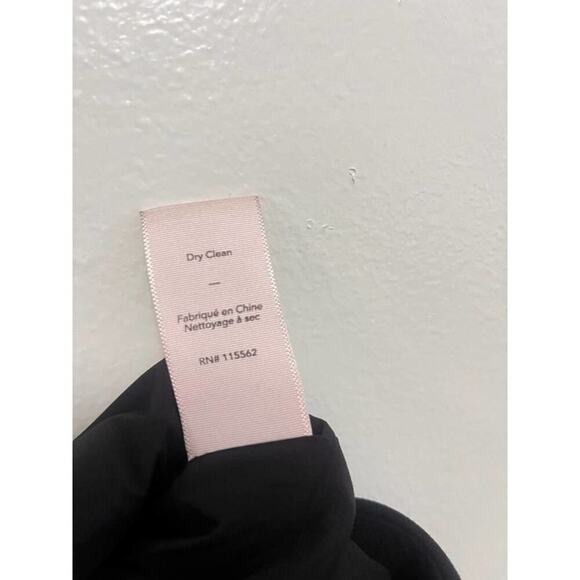 Dry Clean
—
Fabriqué en Chine
Nettoyage à sec
RN# 115562